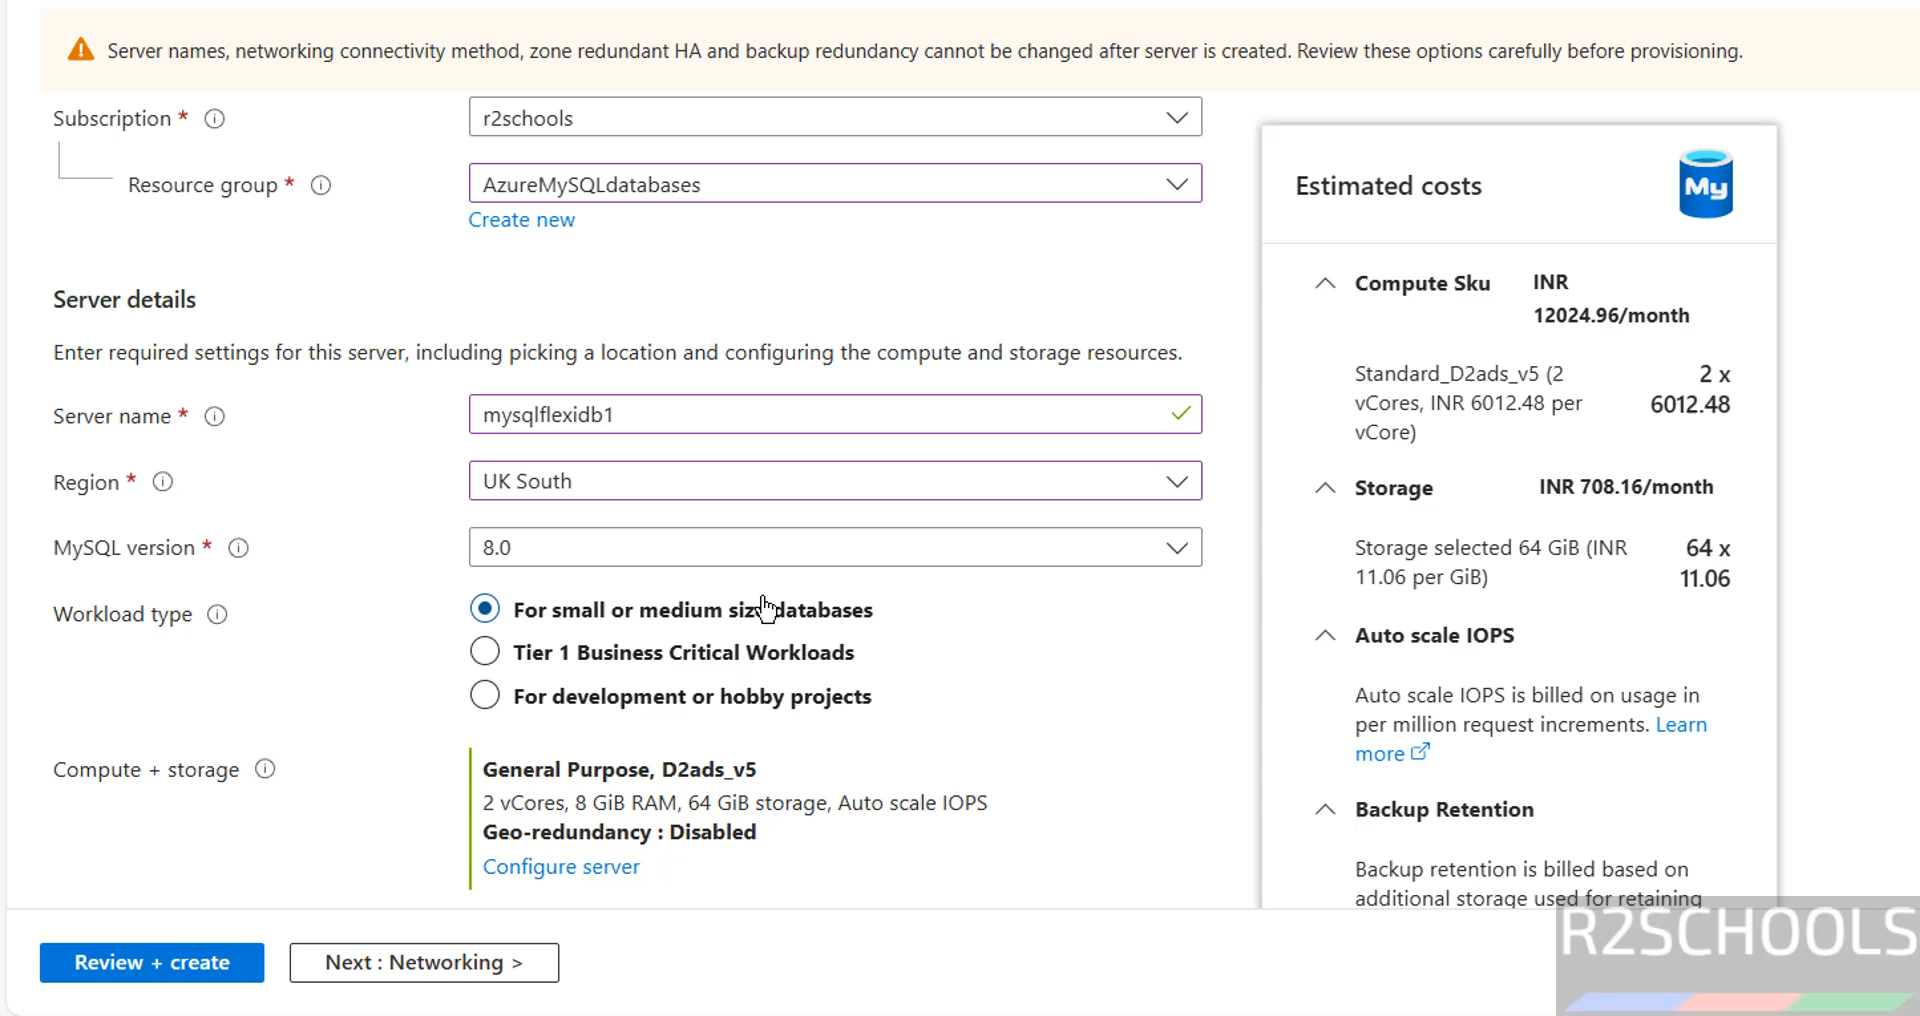 Server names, networking connectivity method, zone redundant HA and backup redundancy cannot be changed after server is created. Review these options carefully before provisioning.
Subscription *
r2schools
Resource group *
AzureMySQLdatabases
Create new
Server details
Enter required settings for this server, including picking a location and configuring the compute and storage resources.
Server name *
mysqlflexidb1
Region *
UK South
MySQL version *
8.0
Workload type
For small or medium size databases
Tier 1 Business Critical Workloads
For development or hobby projects
Compute + storage
General Purpose, D2ads_v5
2 vCores, 8 GiB RAM, 64 GiB storage, Auto scale IOPS
Geo-redundancy : Disabled
Configure server
Review + create
Next : Networking >
Estimated costs
My
Compute Sku
INR
12024.96/month
Standard_D2ads_v5 (2
vCores, INR 6012.48 per
vCore)
2 x
6012.48
Storage
INR 708.16/month
Storage selected 64 GiB (INR
11.06 per GiB)
64 x
11.06
Auto scale IOPS
Auto scale IOPS is billed on usage in
per million request increments. Learn
more
Backup Retention
Backup retention is billed based on
additional storage used for retaining
R2SCHOOLS